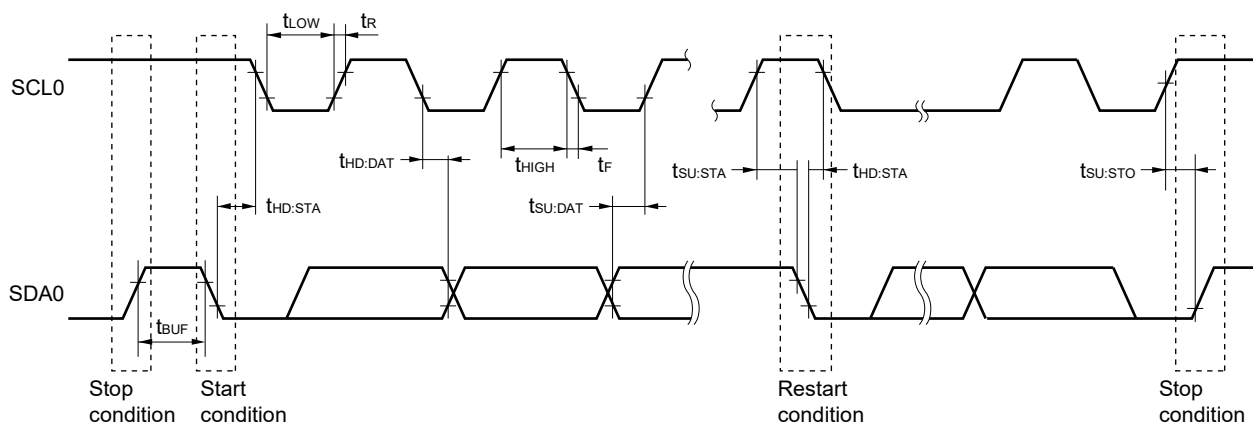 tLOW
tR
SCL0
tHD:DAT
tHIGH
tF
tSU:STA
tHD:STA
tSU:STO
tHD:STA
tSU:DAT
SDA0
tBUF
Stop
condition
Start
condition
Restart
condition
Stop
condition